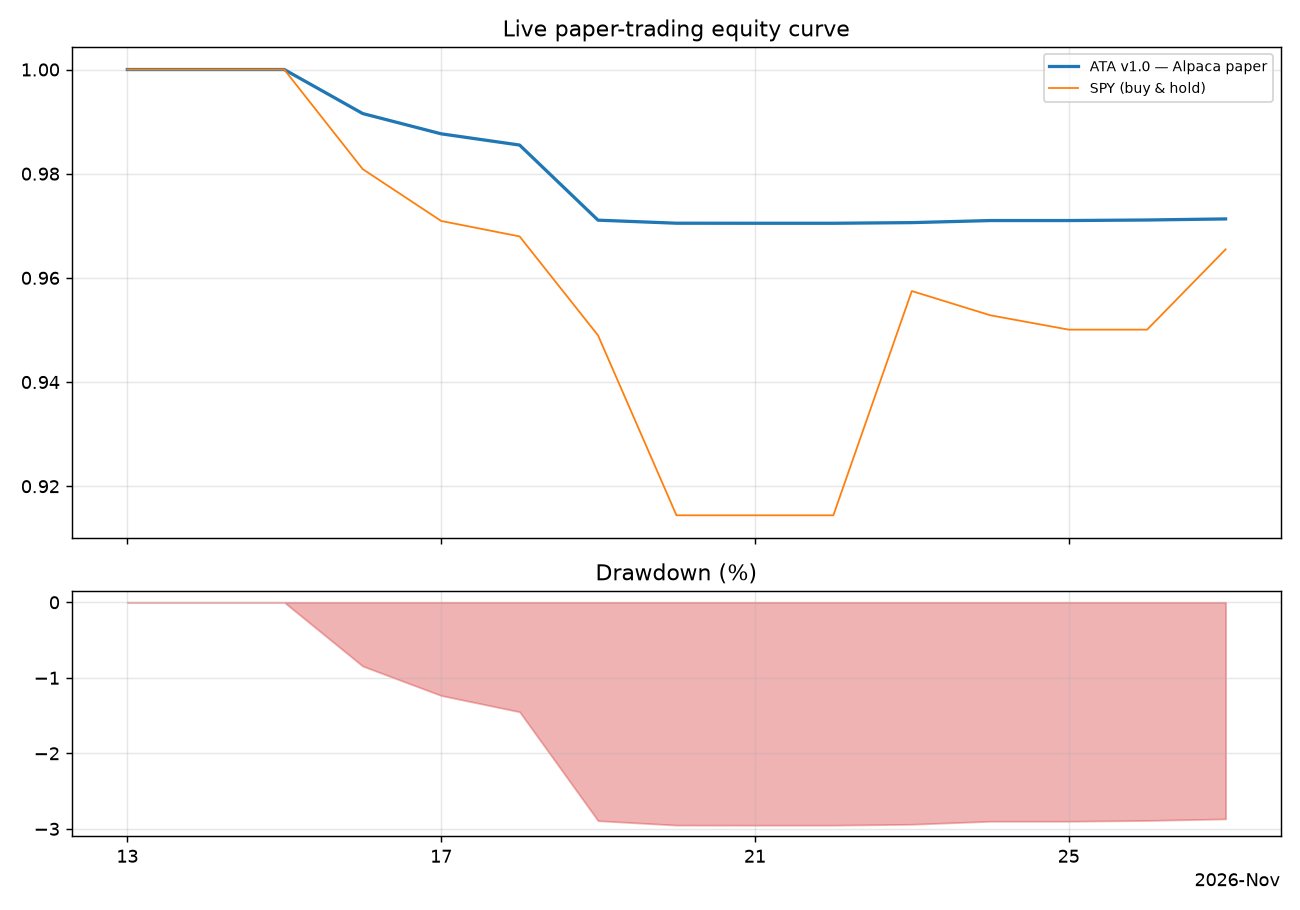 Live paper-trading equity curve
ATA v1.0 — Alpaca paper
SPY (buy & hold)
1.00
0.98
0.96
0.94
0.92
Drawdown (%)
0
−1
−2
−3
13 17 21 25
2026-Nov